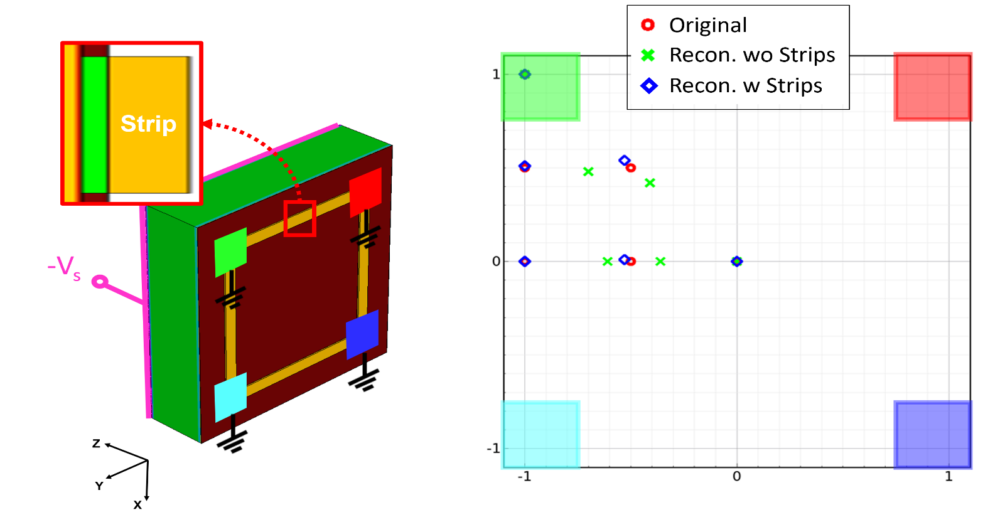 Strip
-Vs
Z
Y
X
Original
Recon. wo Strips
Recon. w Strips
1
0
-1
-1
0
1